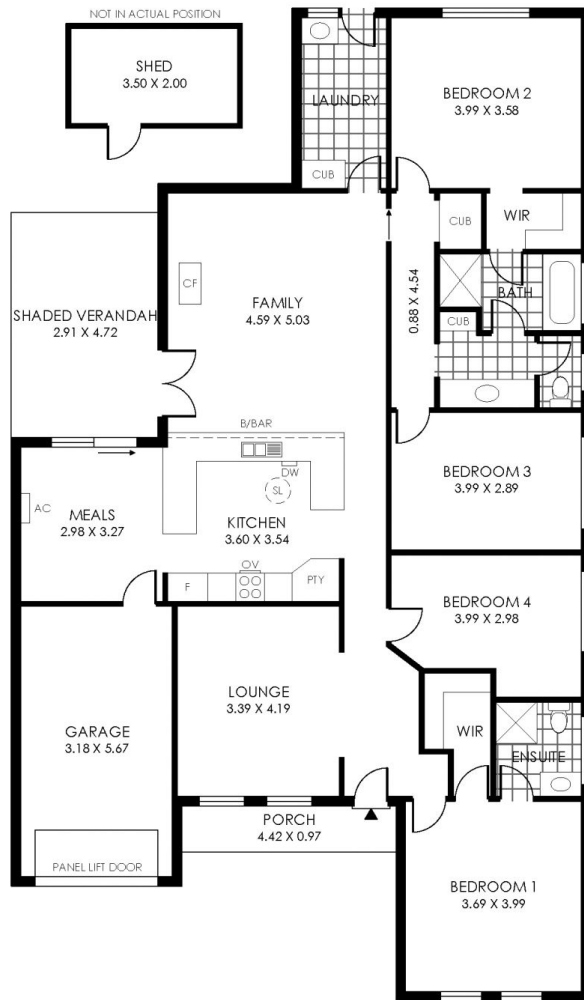 NOT IN ACTUAL POSITION
SHED
3.50 X 2.00
LAUNDRY
CUB
BEDROOM 2
3.99 X 3.58
CUB
WIR
CF
FAMILY
4.59 X 5.03
0.88 X 4.54
BATH
CUB
SHADED VERANDAH
2.91 X 4.72
B/BAR
DW
SL
AC
MEALS
2.98 X 3.27
KITCHEN
3.60 X 3.54
OV
F
PTY
BEDROOM 3
3.99 X 2.89
BEDROOM 4
3.99 X 2.98
LOUNGE
3.39 X 4.19
GARAGE
3.18 X 5.67
WIR
ENSUITE
PORCH
4.42 X 0.97
PANEL LIFT DOOR
BEDROOM 1
3.69 X 3.99